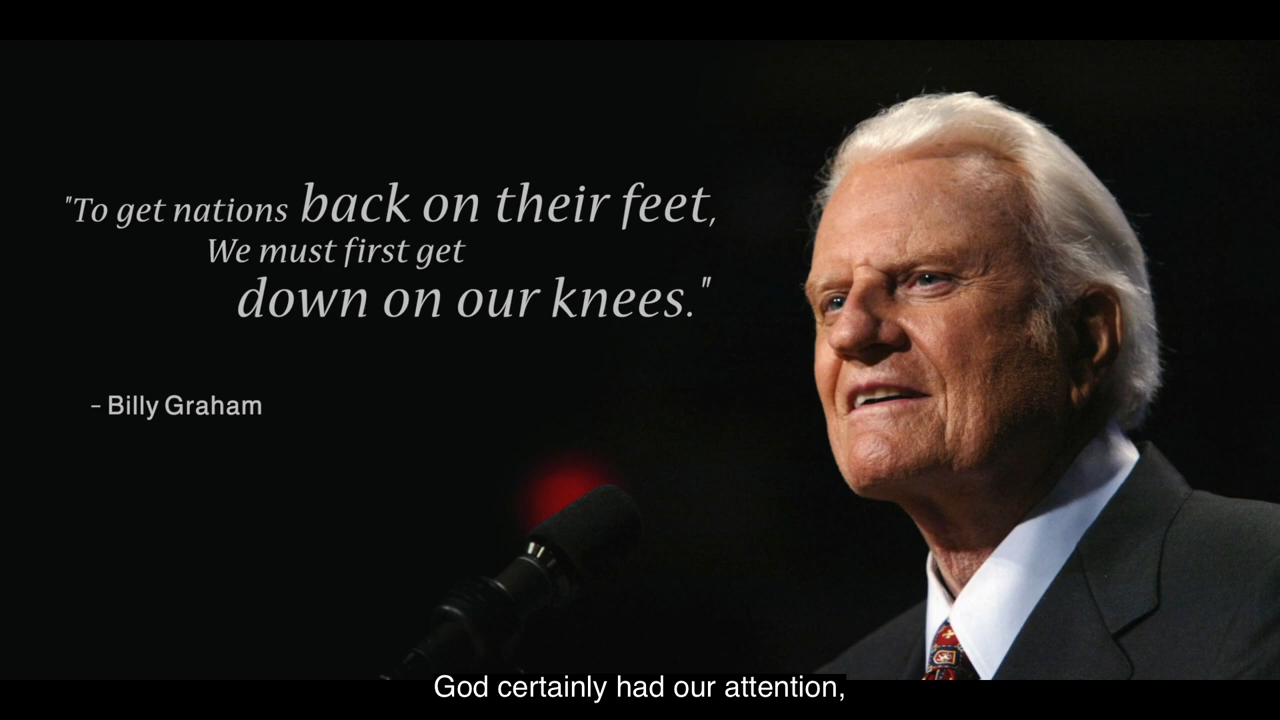 "To get nations back on their feet,
We must first get
down on our knees."
– Billy Graham
God certainly had our attention,